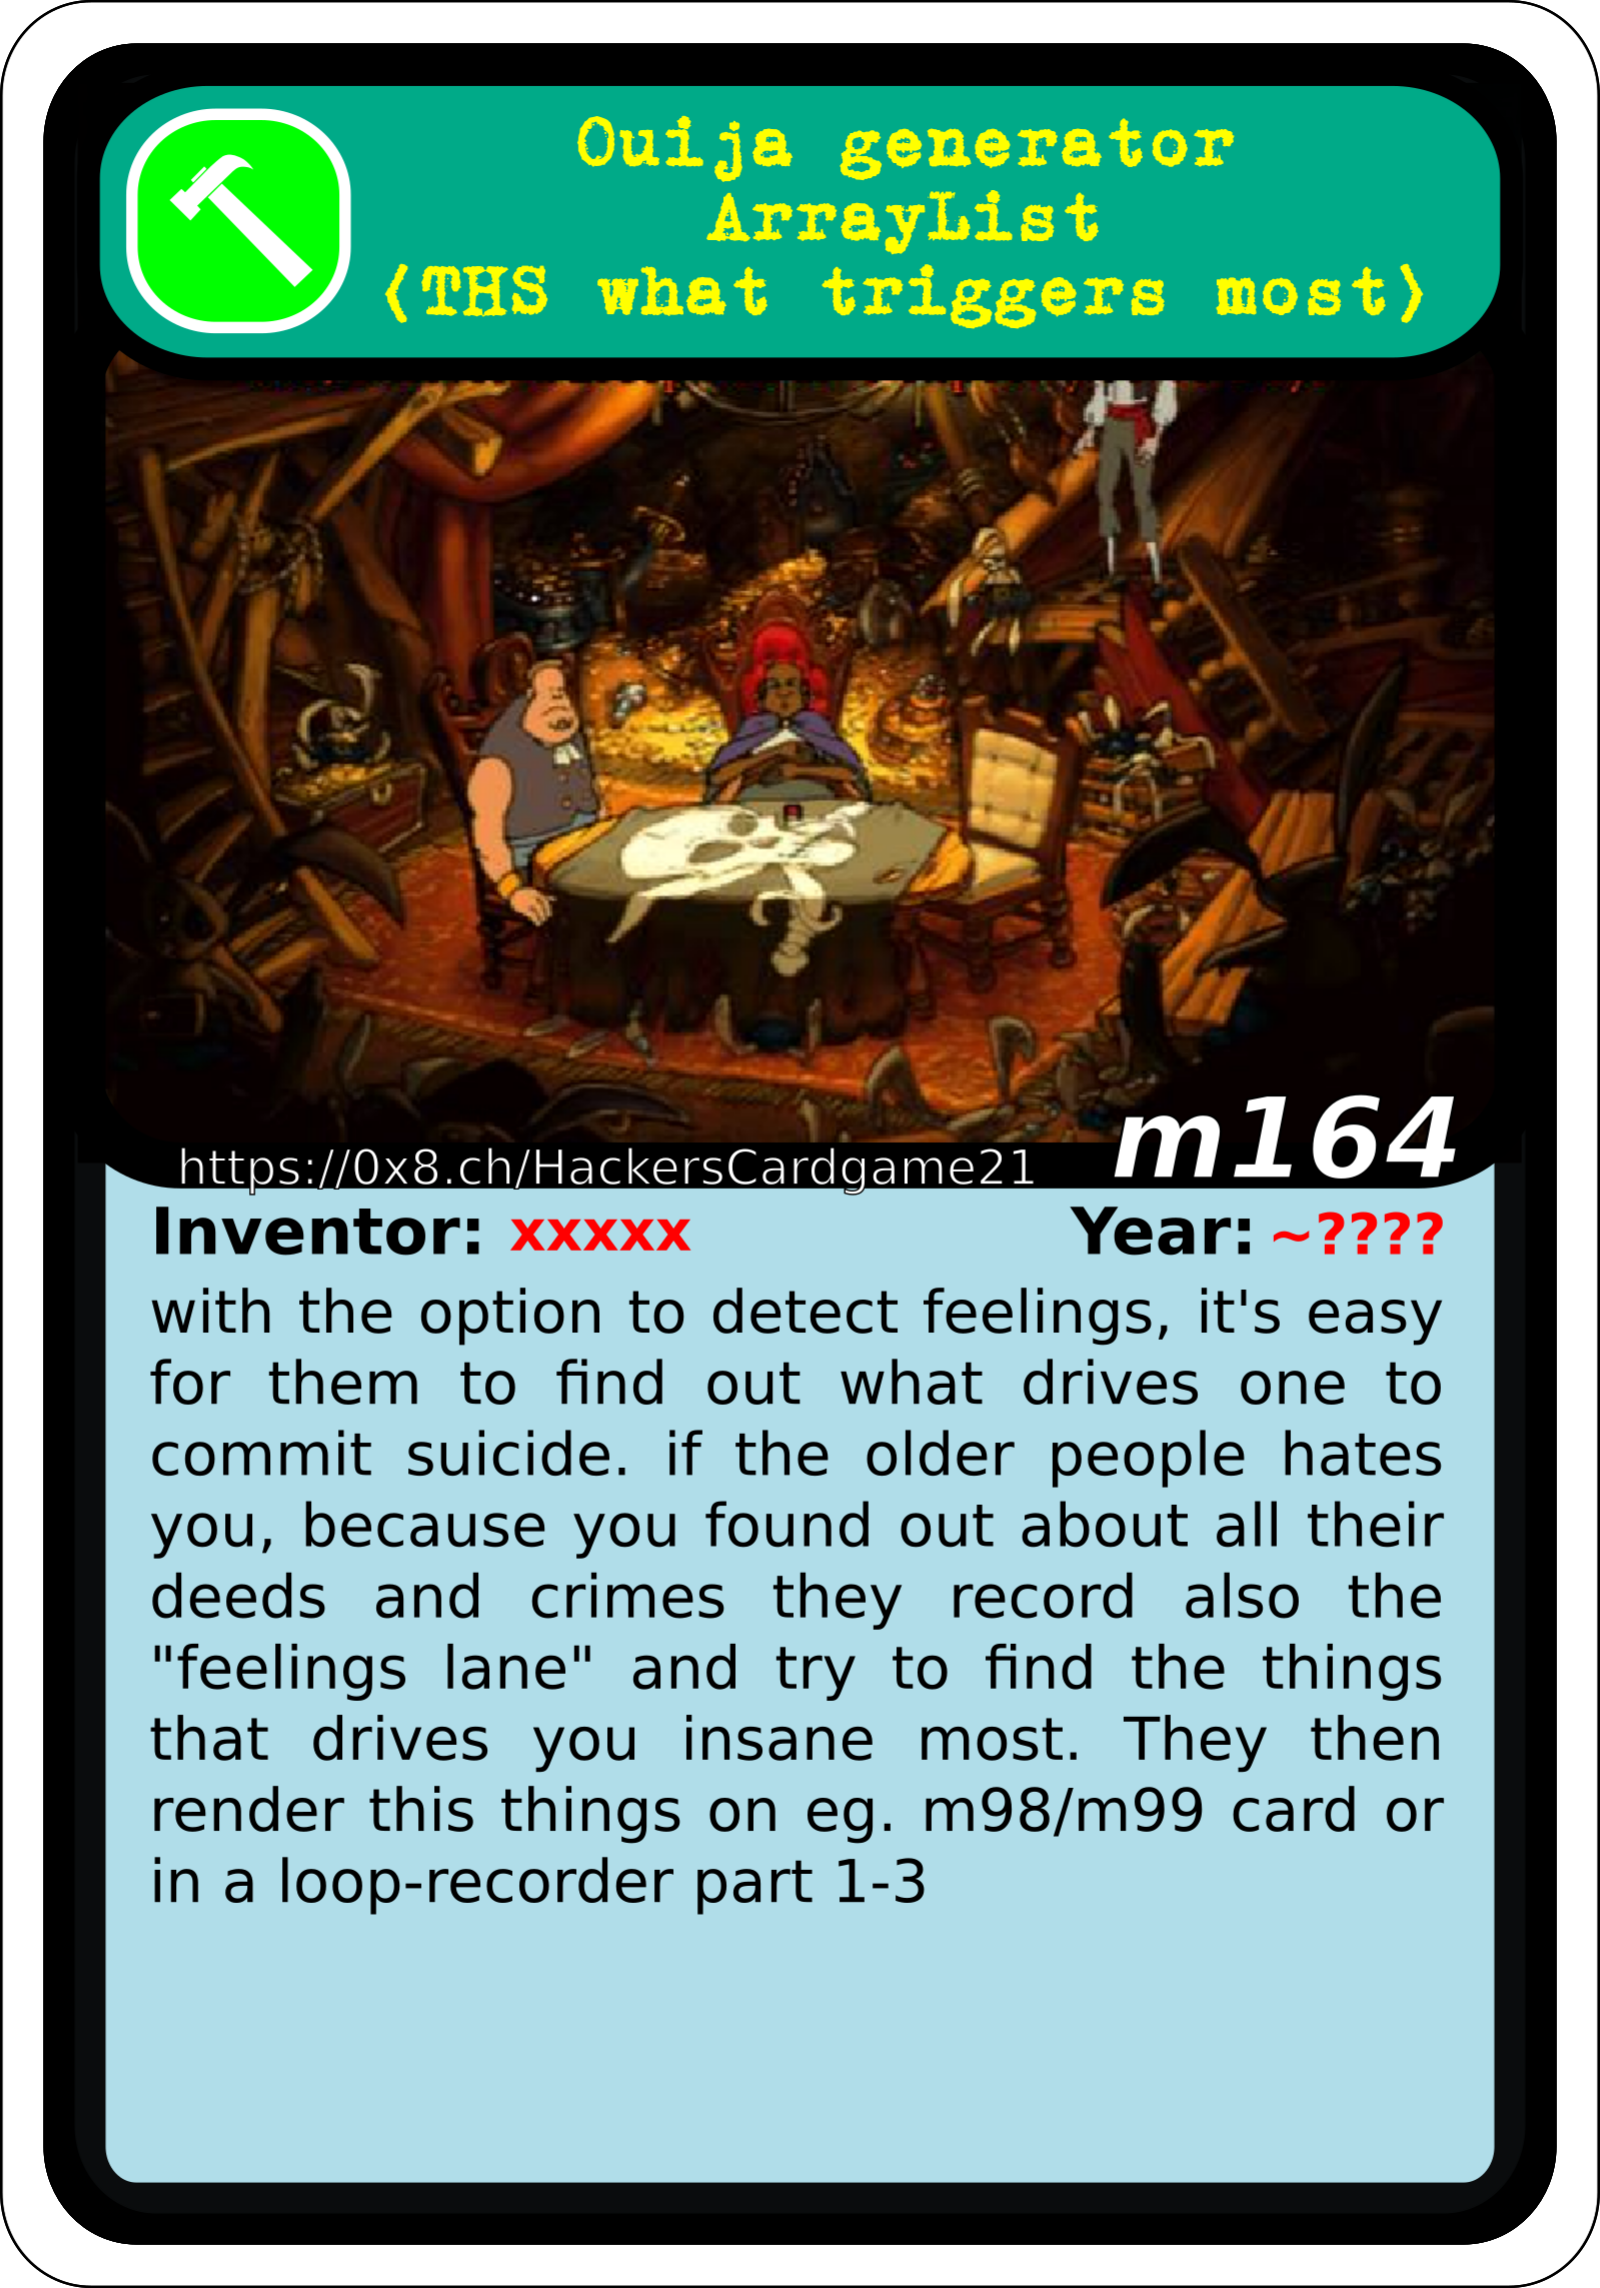 Ouija generator
ArrayList
(THS what triggers most)
https://0x8.ch/HackersCardgame21
m164
Inventor: xxxxx Year: ~????
with the option to detect feelings, it's easy
for them to find out what drives one to
commit suicide. if the older people hates
you, because you found out about all their
deeds and crimes they record also the
"feelings lane" and try to find the things
that drives you insane most. They then
render this things on eg. m98/m99 card or
in a loop-recorder part 1-3